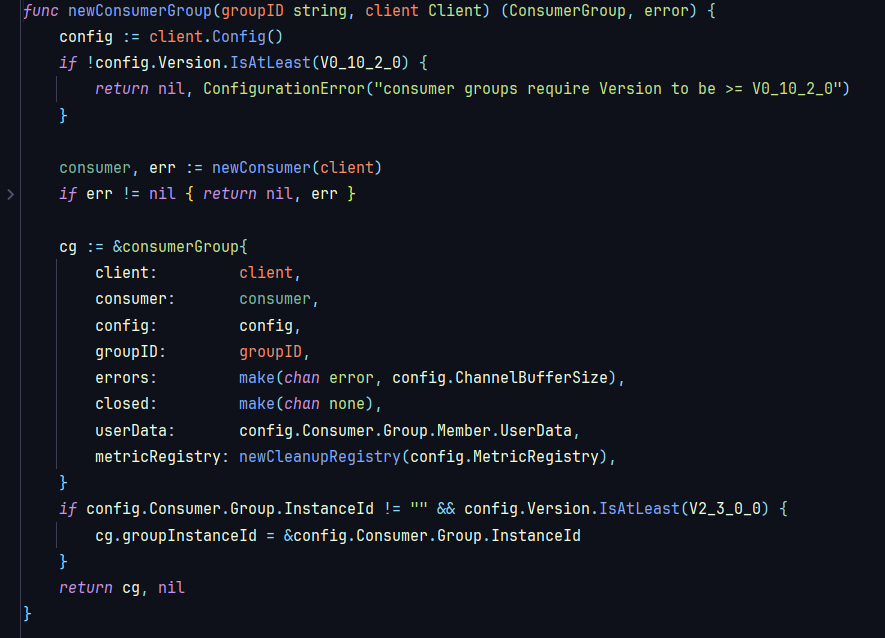 func newConsumerGroup(groupID string, client Client) (ConsumerGroup, error) {
    config := client.Config()
    if !config.Version.IsAtLeast(V0_10_2_0) {
        return nil, ConfigurationError("consumer groups require Version to be >= V0_10_2_0")
    }

    consumer, err := newConsumer(client)
    if err != nil { return nil, err }

    cg := &consumerGroup{
        client:         client,
        consumer:       consumer,
        config:         config,
        groupID:        groupID,
        errors:         make(chan error, config.ChannelBufferSize),
        closed:         make(chan none),
        userData:       config.Consumer.Group.Member.UserData,
        metricRegistry: newCleanupRegistry(config.MetricRegistry),
    }
    if config.Consumer.Group.InstanceId != "" && config.Version.IsAtLeast(V2_3_0_0) {
        cg.groupInstanceId = &config.Consumer.Group.InstanceId
    }
    return cg, nil
}